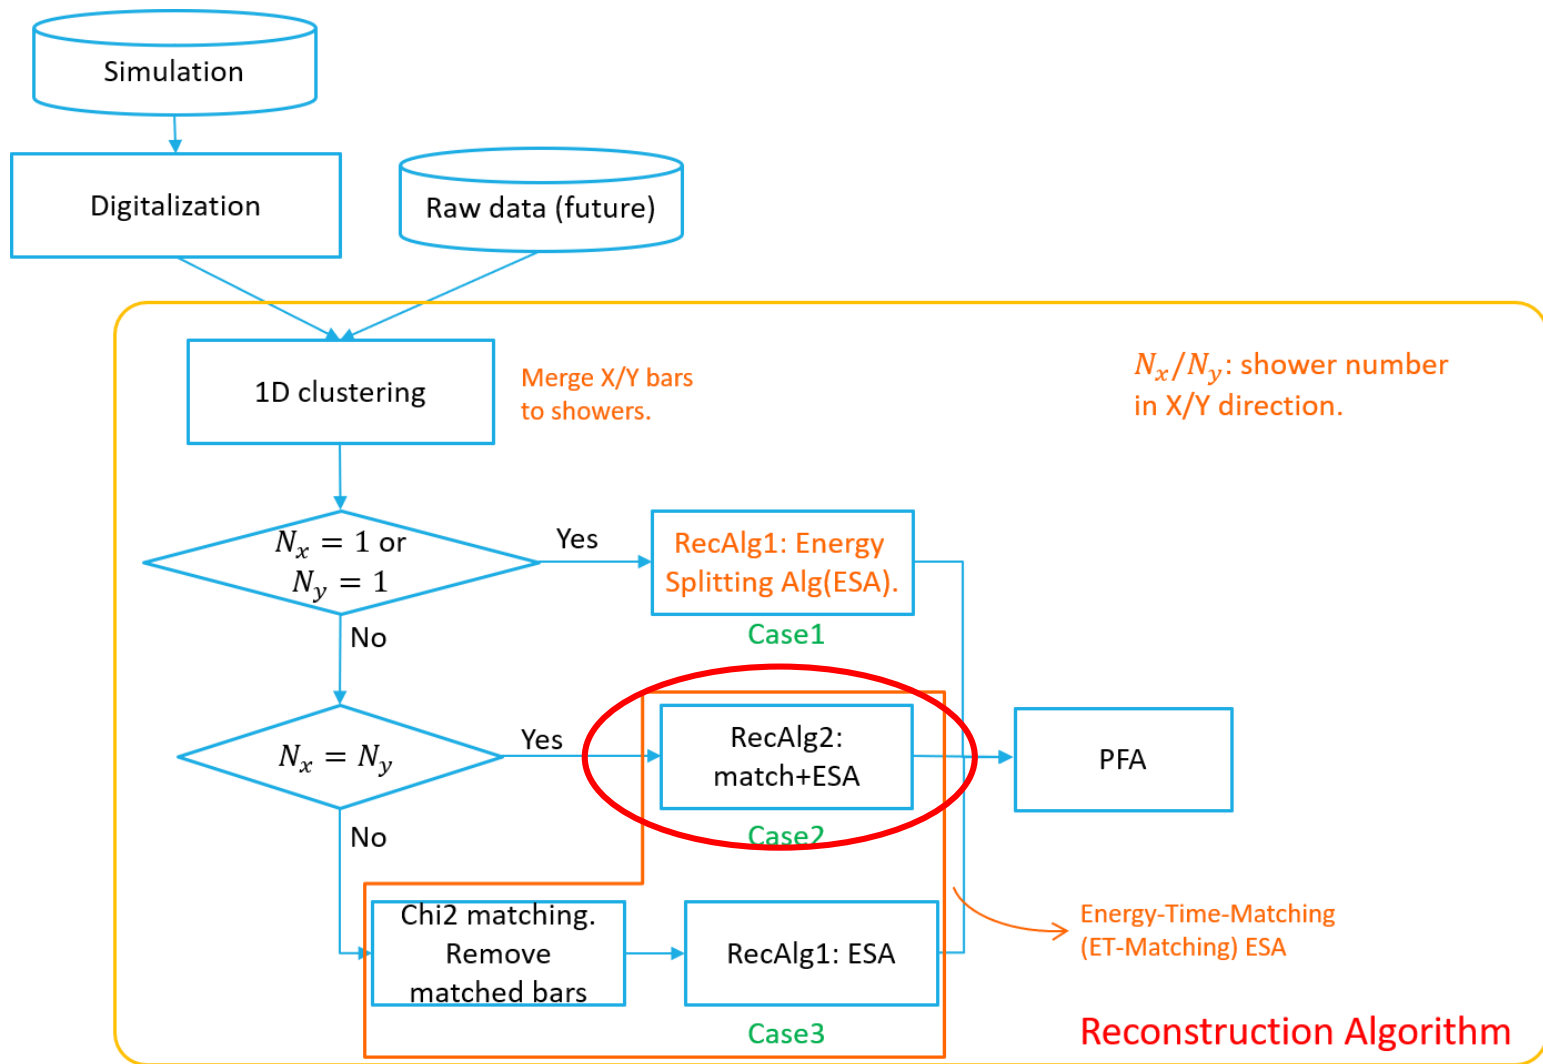 Simulation
Digitalization
Raw data (future)
1D clustering
Merge X/Y bars
to showers.
N_x/N_y: shower number
in X/Y direction.
N_x = 1 or
N_y = 1
Yes
No
RecAlg1: Energy
Splitting Alg(ESA).
Case1
N_x = N_y
Yes
No
RecAlg2:
match+ESA
Case2
PFA
Chi2 matching.
Remove
matched bars
RecAlg1: ESA
Case3
Energy-Time-Matching
(ET-Matching) ESA
Reconstruction Algorithm